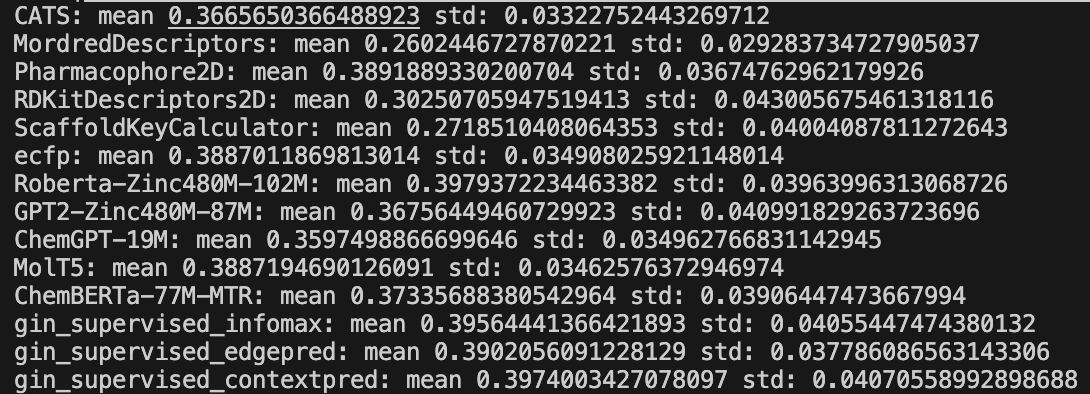 CATS: mean 0.3665650366488923 std: 0.03322752443269712
MordredDescriptors: mean 0.2602446727870221 std: 0.029283734727905037
Pharmacophore2D: mean 0.3891889330200704 std: 0.03674762962179926
RDKitDescriptors2D: mean 0.30250705947519413 std: 0.043005675461318116
ScaffoldKeyCalculator: mean 0.2718510408064353 std: 0.04004087811272643
ecfp: mean 0.3887011869813014 std: 0.034908025921148014
Roberta-Zinc480M-102M: mean 0.3979372234463382 std: 0.03963996313068726
GPT2-Zinc480M-87M: mean 0.36756449460729923 std: 0.040991829263723696
ChemGPT-19M: mean 0.3597498866699646 std: 0.034962766831142945
MolT5: mean 0.3887194690126091 std: 0.03462576372946974
ChemBERTa-77M-MTR: mean 0.37335688380542964 std: 0.03906447473667994
gin_supervised_infomax: mean 0.39564441366421893 std: 0.04055447474380132
gin_supervised_edgepred: mean 0.3902056091228129 std: 0.037786086563143306
gin_supervised_contextpred: mean 0.3974003427078097 std: 0.04070558992898688